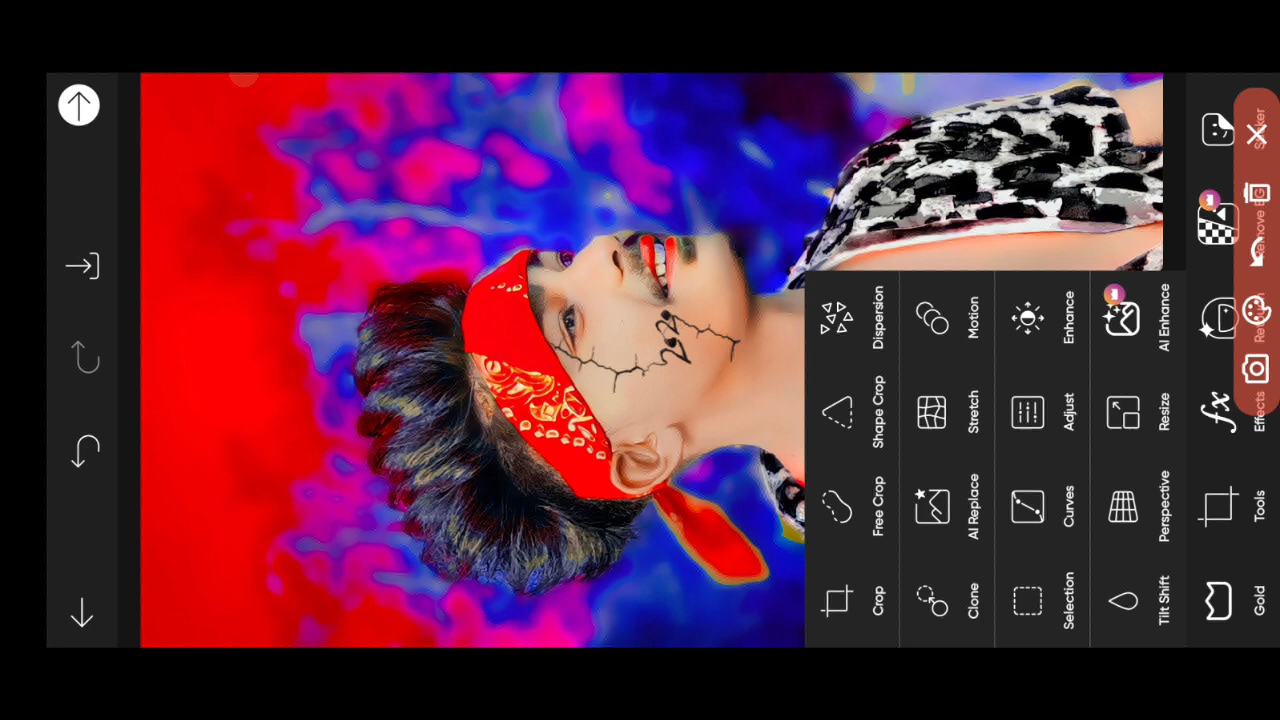 Crop Free Crop Shape Crop Dispersion
Clone AI Replace Stretch Motion
Selection Curves Adjust Enhance
Tilt Shift Perspective Resize AI Enhance
fx
Gold Tools Effects